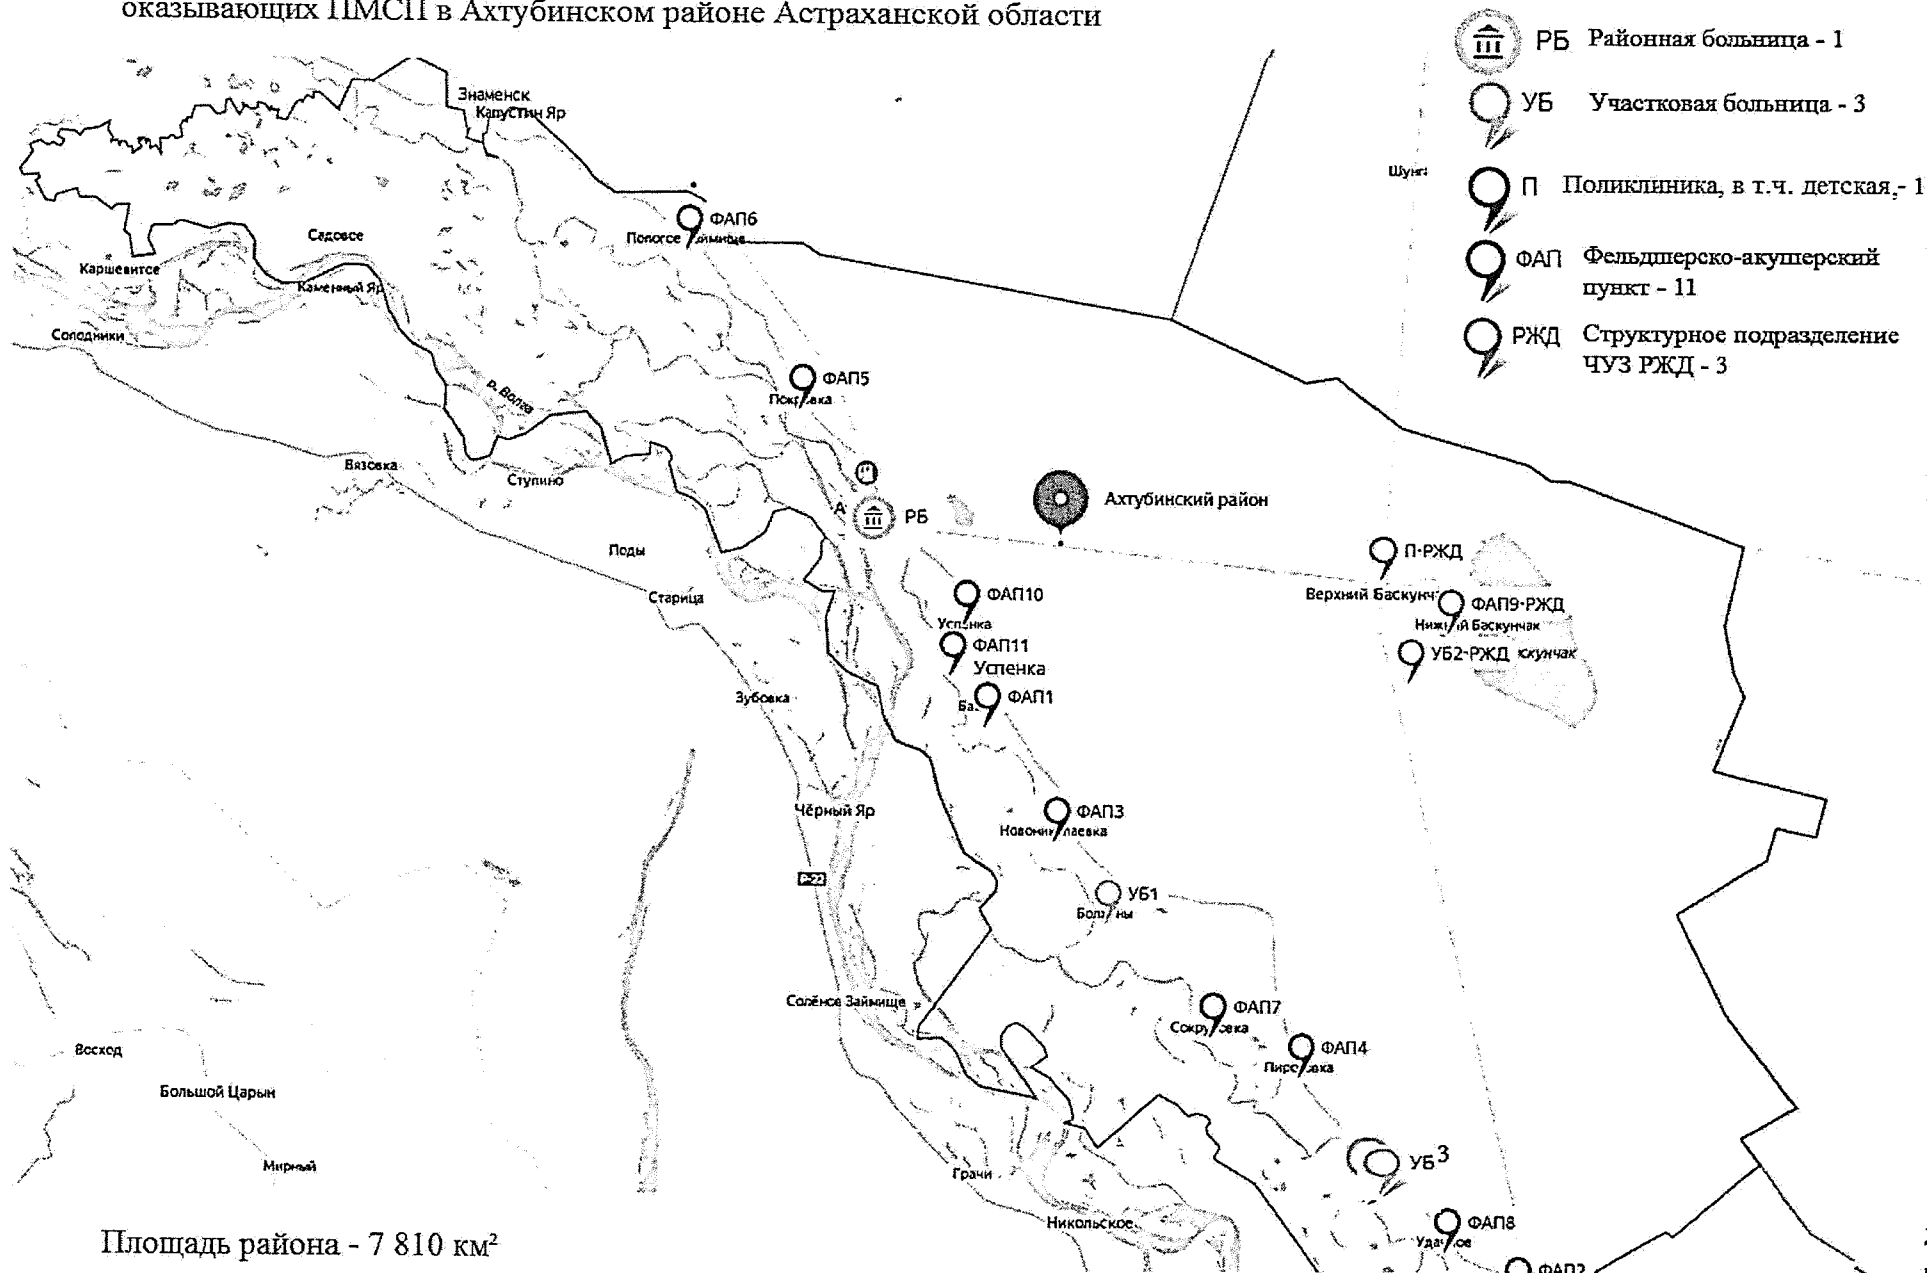 оказывающих ПМСП в Ахтубинском районе Астраханской области
РБ Районная больница - 1
УБ Участковая больница - 3
П Поликлиника, в т.ч. детская,- 1
ФАП Фельдшерско-акушерский
пункт - 11
РЖД Структурное подразделение
ЧУЗ РЖД - 3
Знаменск
Капустин Яр
ФАП6
Садовое
Каршевитое
Каменный Яр
Солодники
ФАП5
р. Волга
Вязовка
Ступино
РБ
Ахтубинский район
Поды
Старица
П-РЖД
ФАП10
ФАП9-РЖД
ФАП11
Успенка
УБ2-РЖД
Зубовка
ФАП1
Чёрный Яр
ФАП3
Р-22
УБ1
Солёное Займище
ФАП7
ФАП4
Восход
Большой Царын
Мирный
Грачи
УБ3
Никольское
ФАП8
ФАП2
Площадь района - 7 810 км²